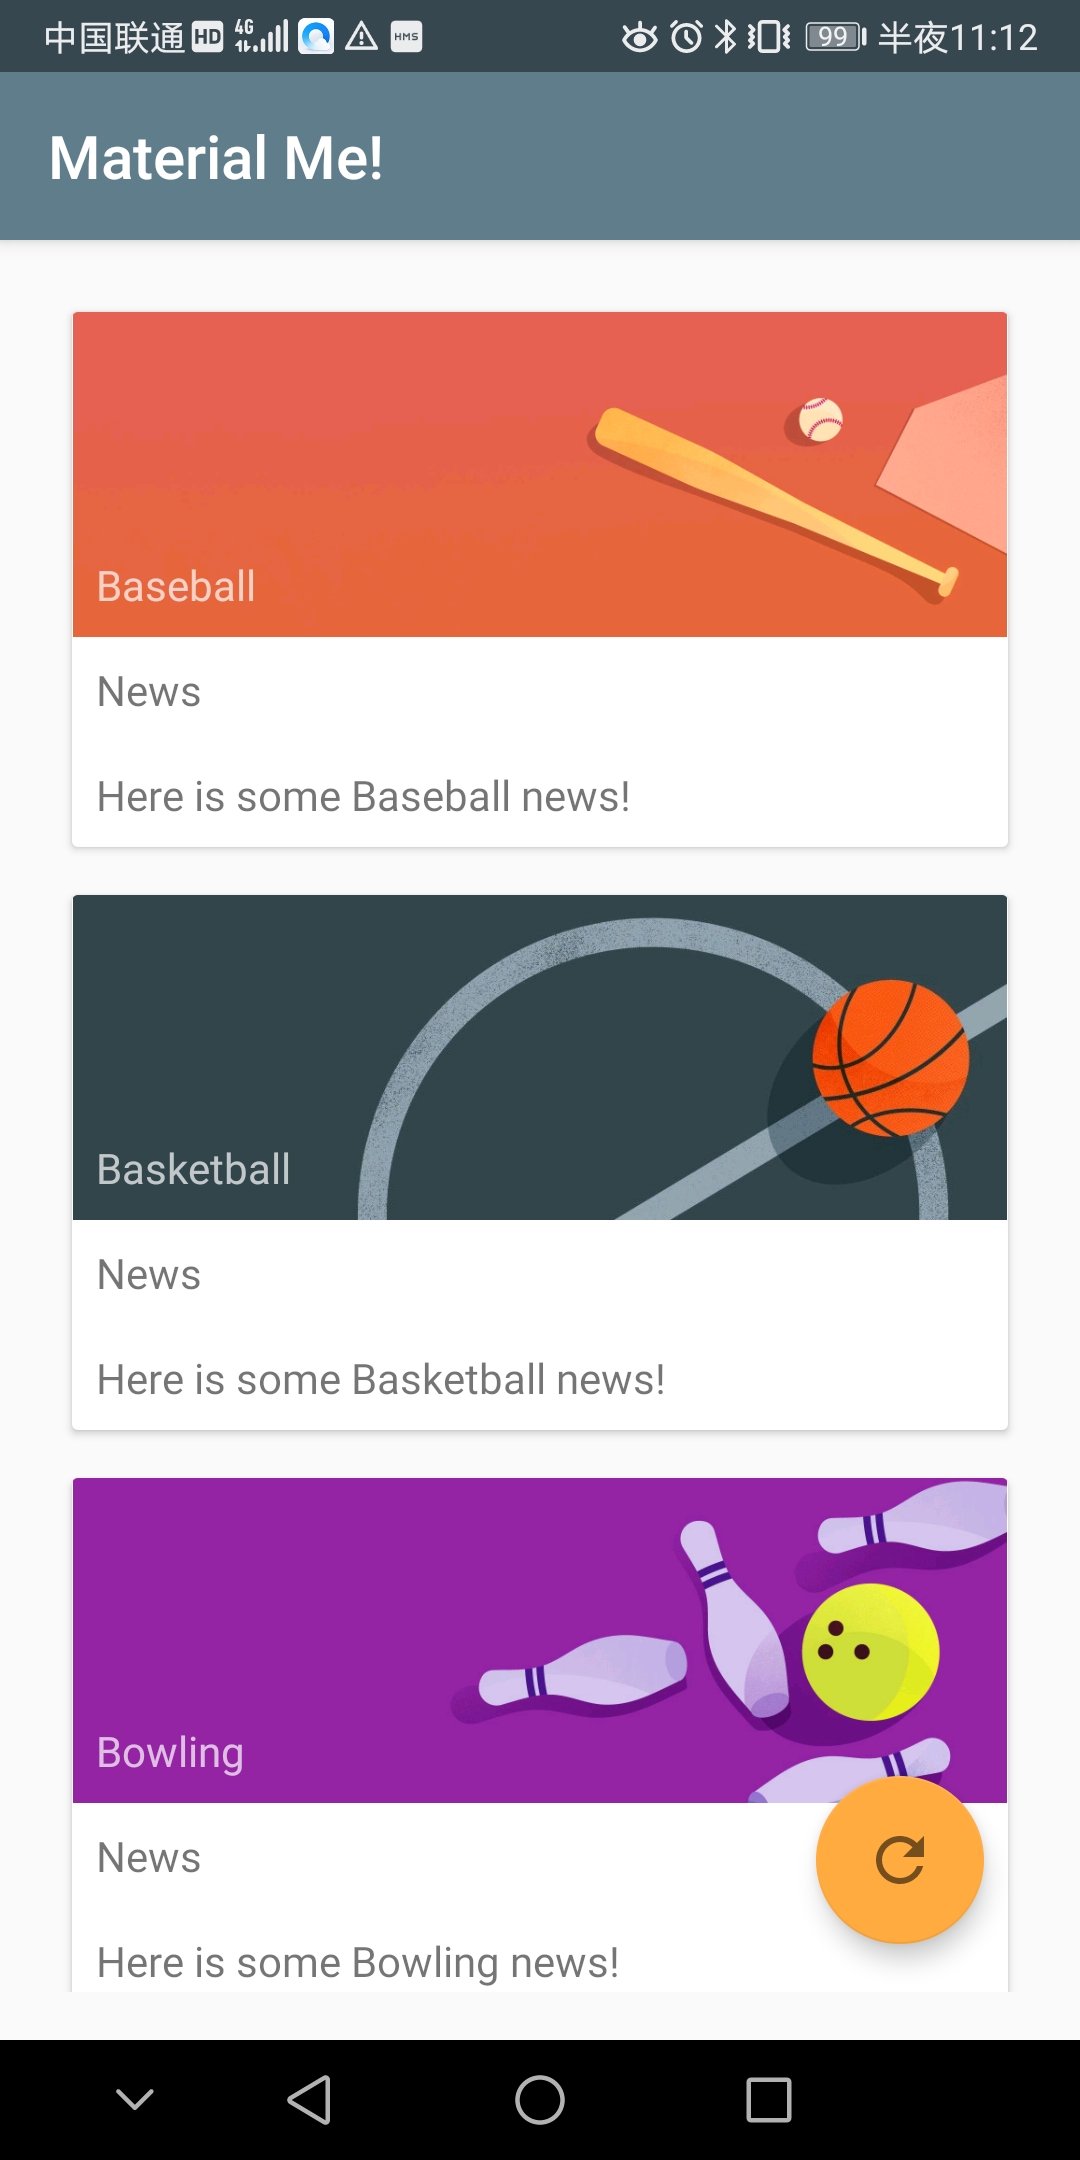 中国联通 HD 4G HMS 99 半夜11:12
Material Me!
Baseball
News
Here is some Baseball news!
Basketball
News
Here is some Basketball news!
Bowling
News
Here is some Bowling news!